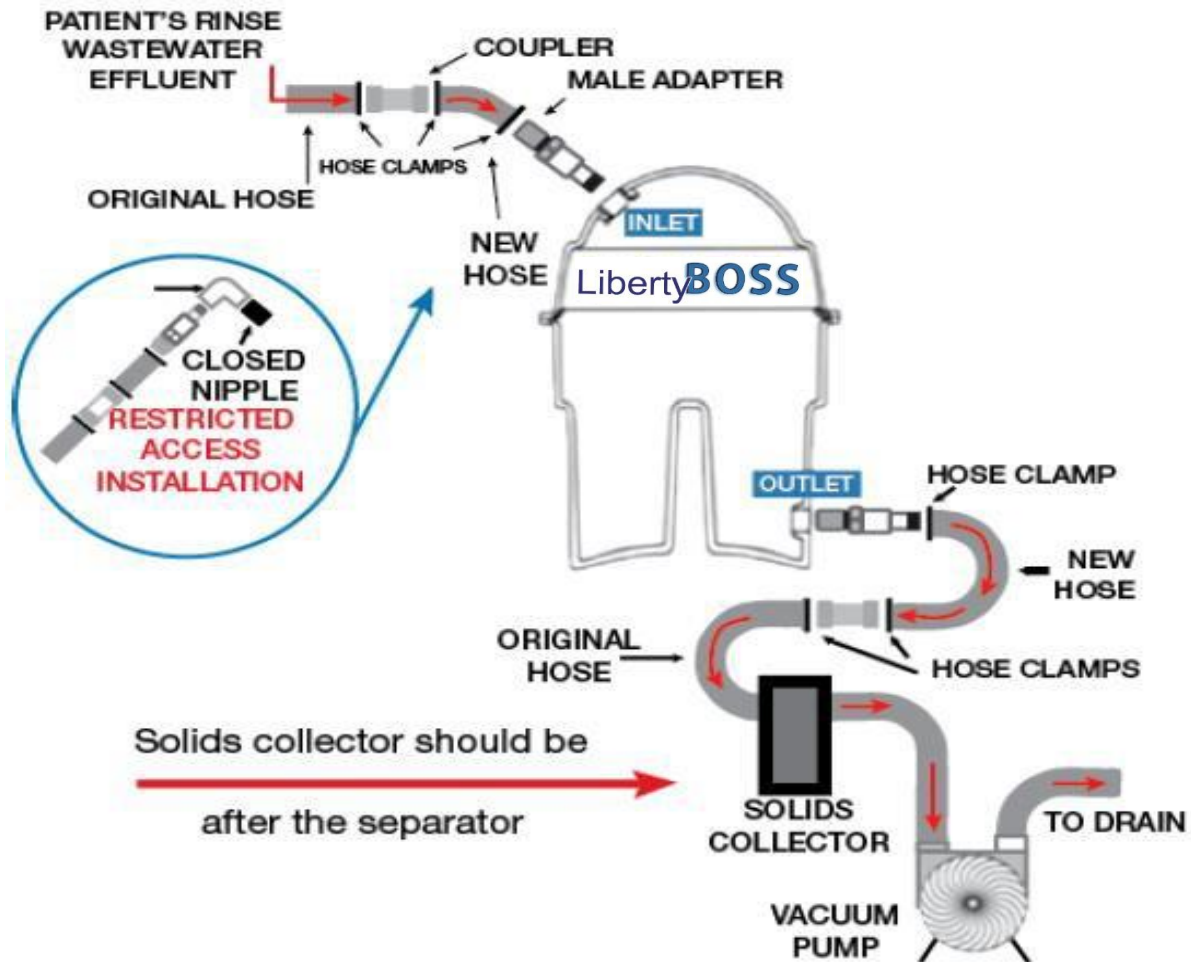 PATIENT'S RINSE
WASTEWATER
EFFLUENT
COUPLER
MALE ADAPTER
HOSE CLAMPS
ORIGINAL HOSE
NEW
HOSE
INLET
LibertyBOSS
CLOSED
NIPPLE
RESTRICTED
ACCESS
INSTALLATION
OUTLET
HOSE CLAMP
NEW
HOSE
ORIGINAL
HOSE
HOSE CLAMPS
Solids collector should be
after the separator
SOLIDS
COLLECTOR
TO DRAIN
VACUUM
PUMP